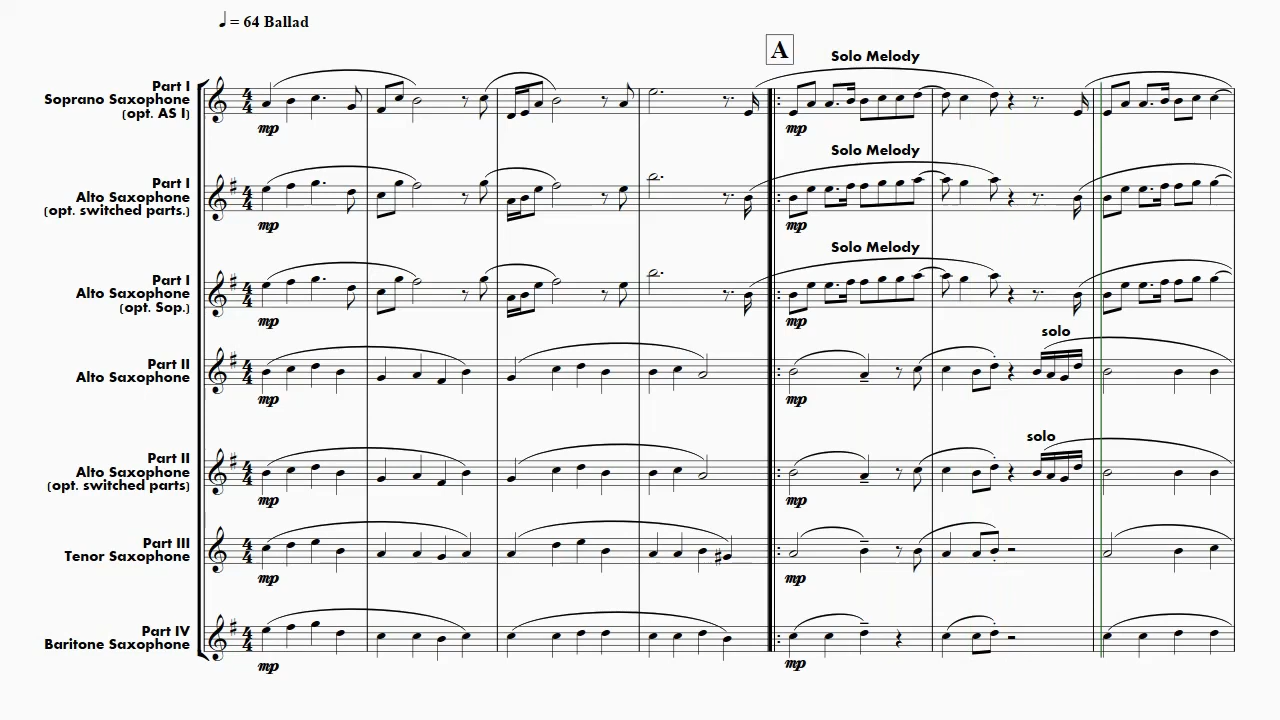 ♩ = 64 Ballad
A
Solo Melody
Part I
Soprano Saxophone
(opt. AS I)
mp
mp
Solo Melody
Part I
Alto Saxophone
(opt. switched parts.)
mp
mp
Solo Melody
Part I
Alto Saxophone
(opt. Sop.)
mp
mp
solo
Part II
Alto Saxophone
mp
mp
solo
Part II
Alto Saxophone
(opt. switched parts)
mp
mp
Part III
Tenor Saxophone
mp
mp
Part IV
Baritone Saxophone
mp
mp